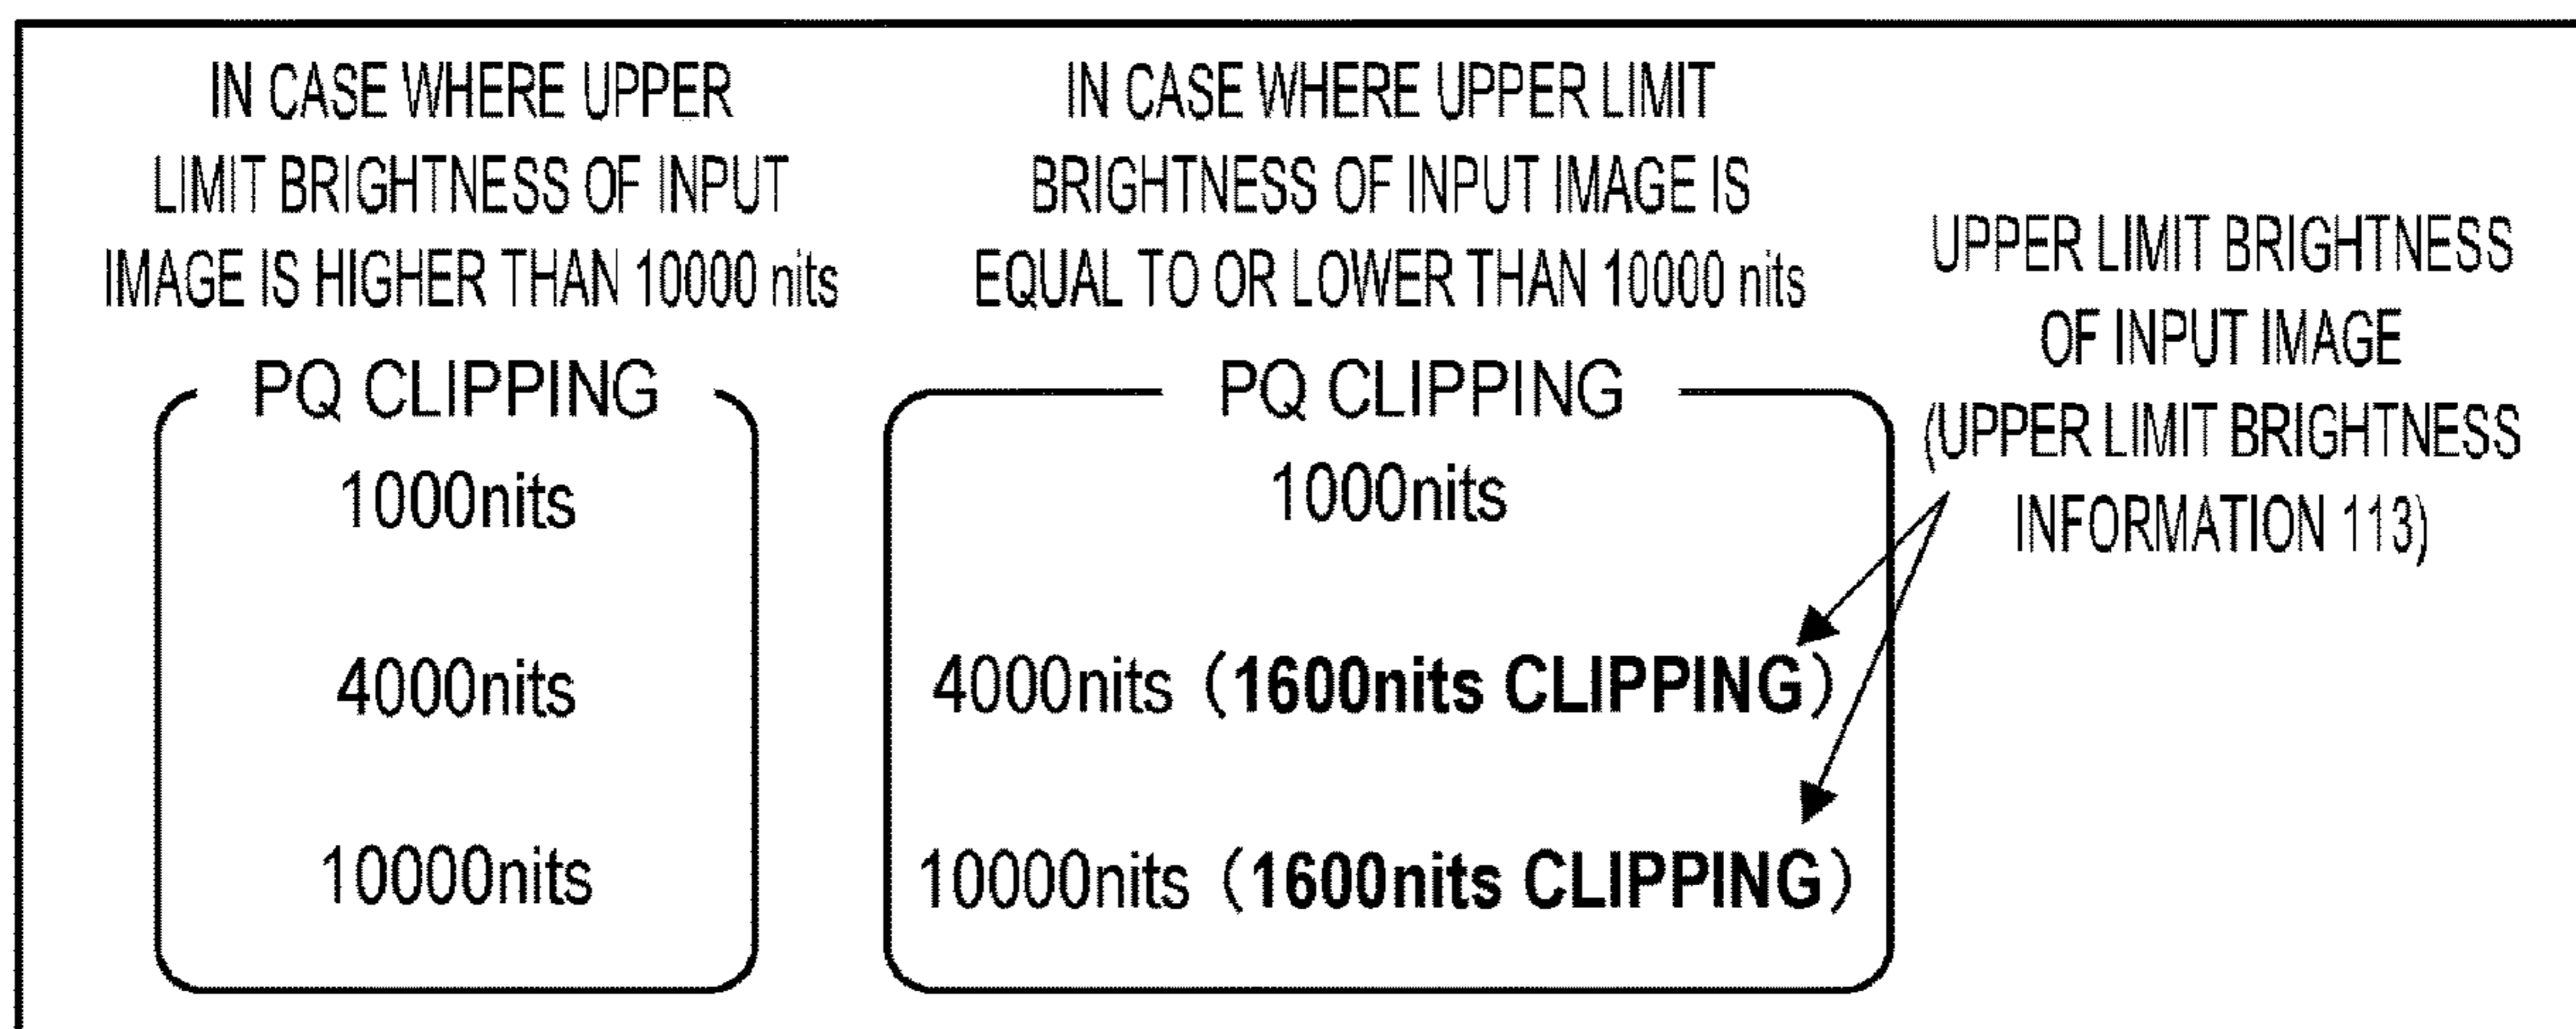 IN CASE WHERE UPPER
LIMIT BRIGHTNESS OF INPUT
IMAGE IS HIGHER THAN 10000 nits
PQ CLIPPING
1000nits
4000nits
10000nits
IN CASE WHERE UPPER LIMIT
BRIGHTNESS OF INPUT IMAGE IS
EQUAL TO OR LOWER THAN 10000 nits
PQ CLIPPING
1000nits
4000nits (1600nits CLIPPING)
10000nits (1600nits CLIPPING)
UPPER LIMIT BRIGHTNESS
OF INPUT IMAGE
(UPPER LIMIT BRIGHTNESS
INFORMATION 113)